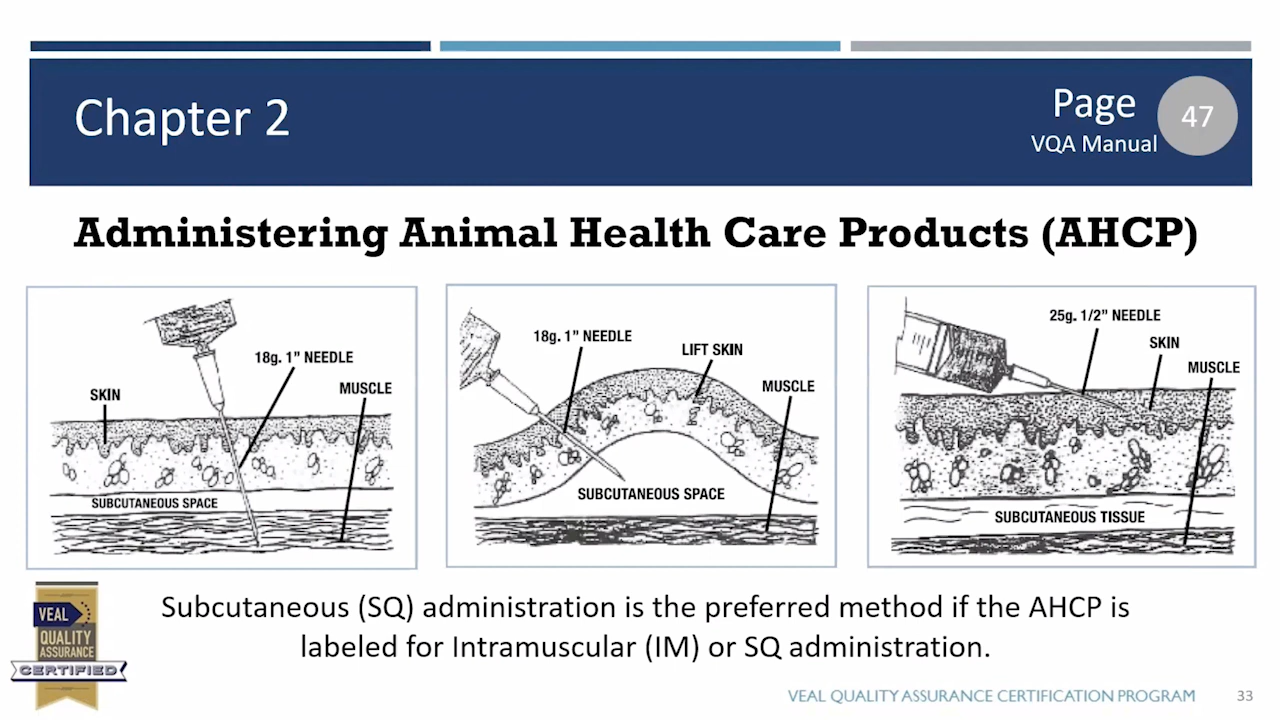 Chapter 2
Page
VQA Manual
47
Administering Animal Health Care Products (AHCP)
18g. 1” NEEDLE
MUSCLE
SKIN
SUBCUTANEOUS SPACE
18g. 1” NEEDLE
LIFT SKIN
MUSCLE
SUBCUTANEOUS SPACE
25g. 1/2” NEEDLE
SKIN
MUSCLE
SUBCUTANEOUS TISSUE
Subcutaneous (SQ) administration is the preferred method if the AHCP is
labeled for Intramuscular (IM) or SQ administration.
VEAL
QUALITY
ASSURANCE
CERTIFIED
VEAL QUALITY ASSURANCE CERTIFICATION PROGRAM
33